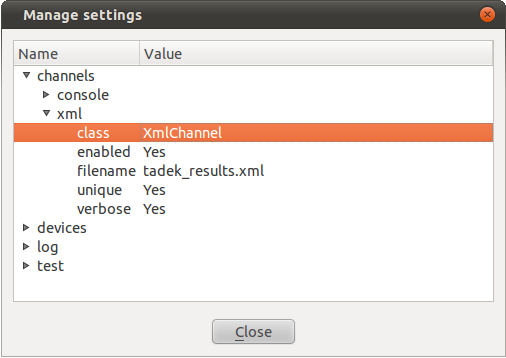 Manage settings
Name Value
channels
console
xml
class XmlChannel
enabled Yes
filename tadek_results.xml
unique Yes
verbose Yes
devices
log
test
Close